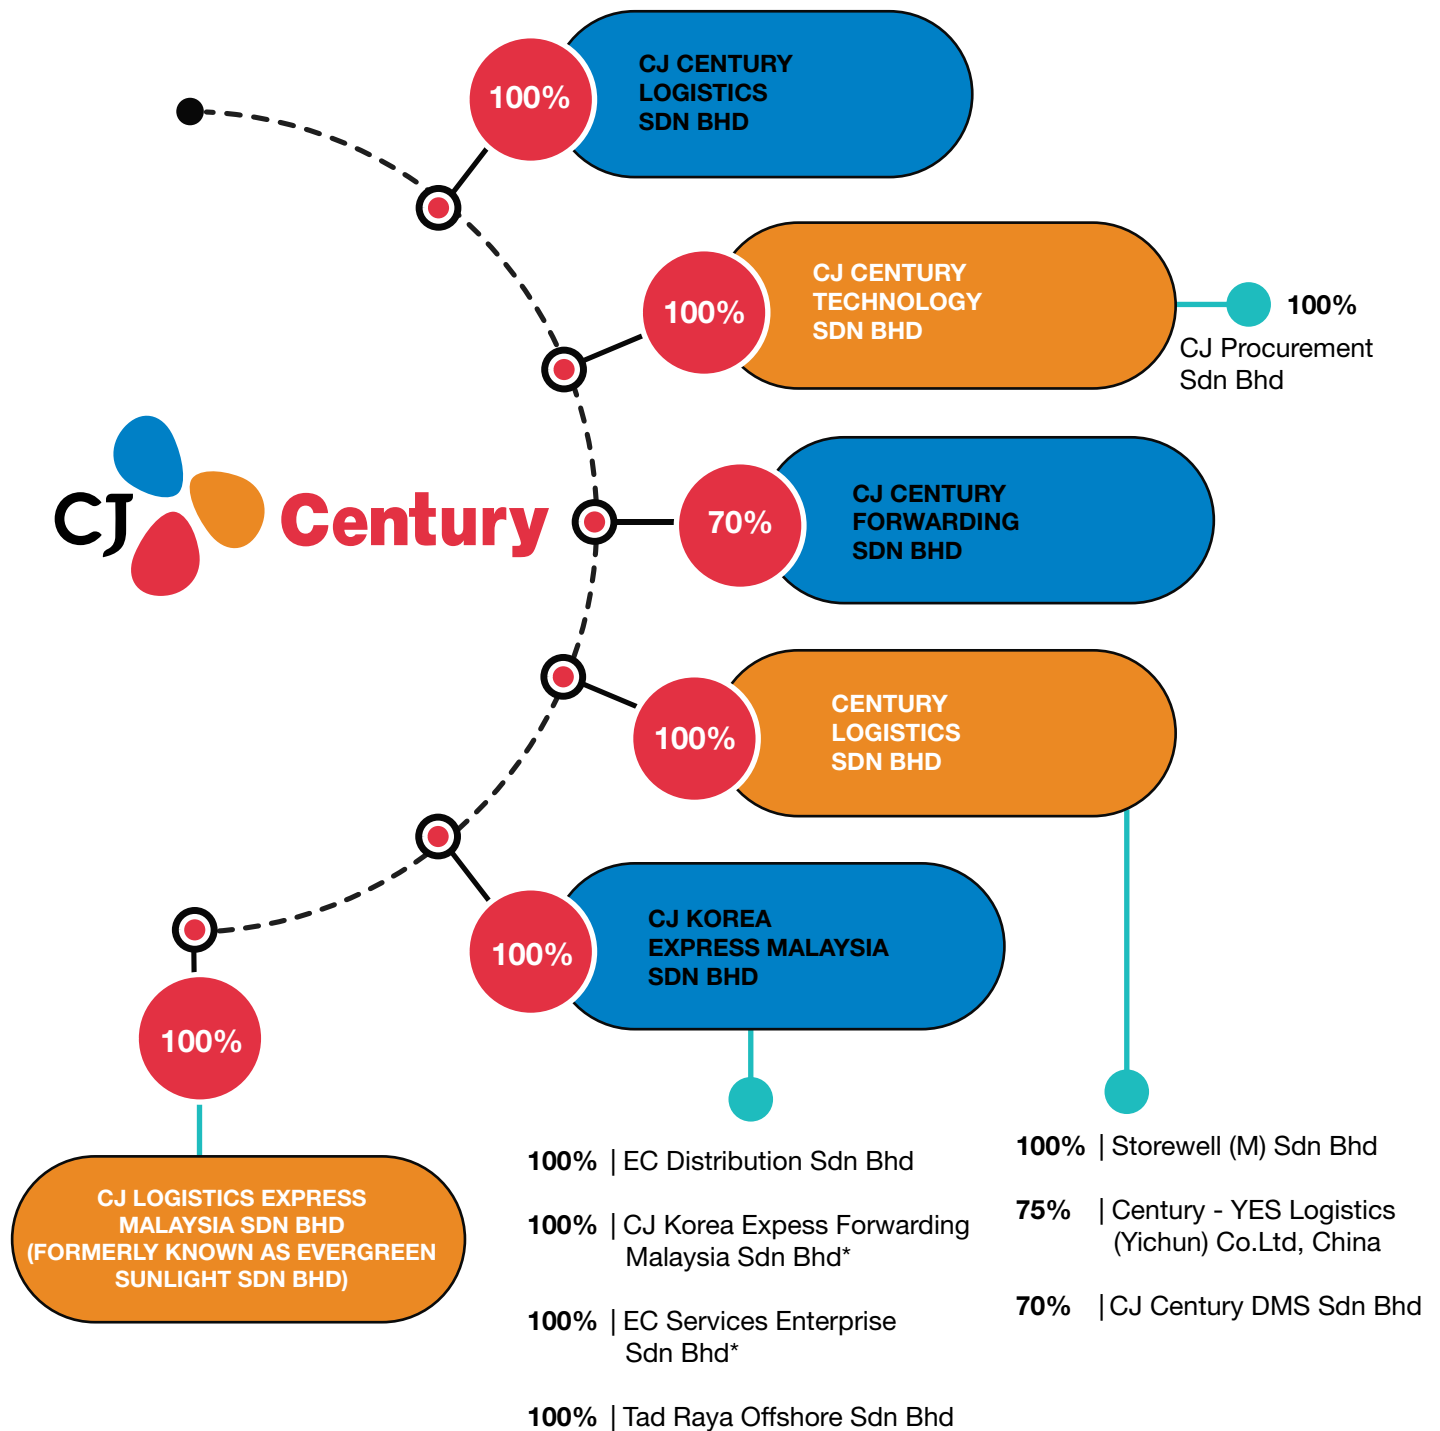 100%
CJ CENTURY
LOGISTICS
SDN BHD
100%
CJ CENTURY
TECHNOLOGY
SDN BHD
100%
CJ Procurement
Sdn Bhd
CJ Century
70%
CJ CENTURY
FORWARDING
SDN BHD
100%
CENTURY
LOGISTICS
SDN BHD
100%
CJ KOREA
EXPRESS MALAYSIA
SDN BHD
100%
CJ LOGISTICS EXPRESS
MALAYSIA SDN BHD
(FORMERLY KNOWN AS EVERGREEN
SUNLIGHT SDN BHD)
100% | EC Distribution Sdn Bhd
100% | CJ Korea Expess Forwarding
Malaysia Sdn Bhd*
100% | EC Services Enterprise
Sdn Bhd*
100% | Tad Raya Offshore Sdn Bhd
100% | Storewell (M) Sdn Bhd
75% | Century - YES Logistics
(Yichun) Co.Ltd, China
70% | CJ Century DMS Sdn Bhd